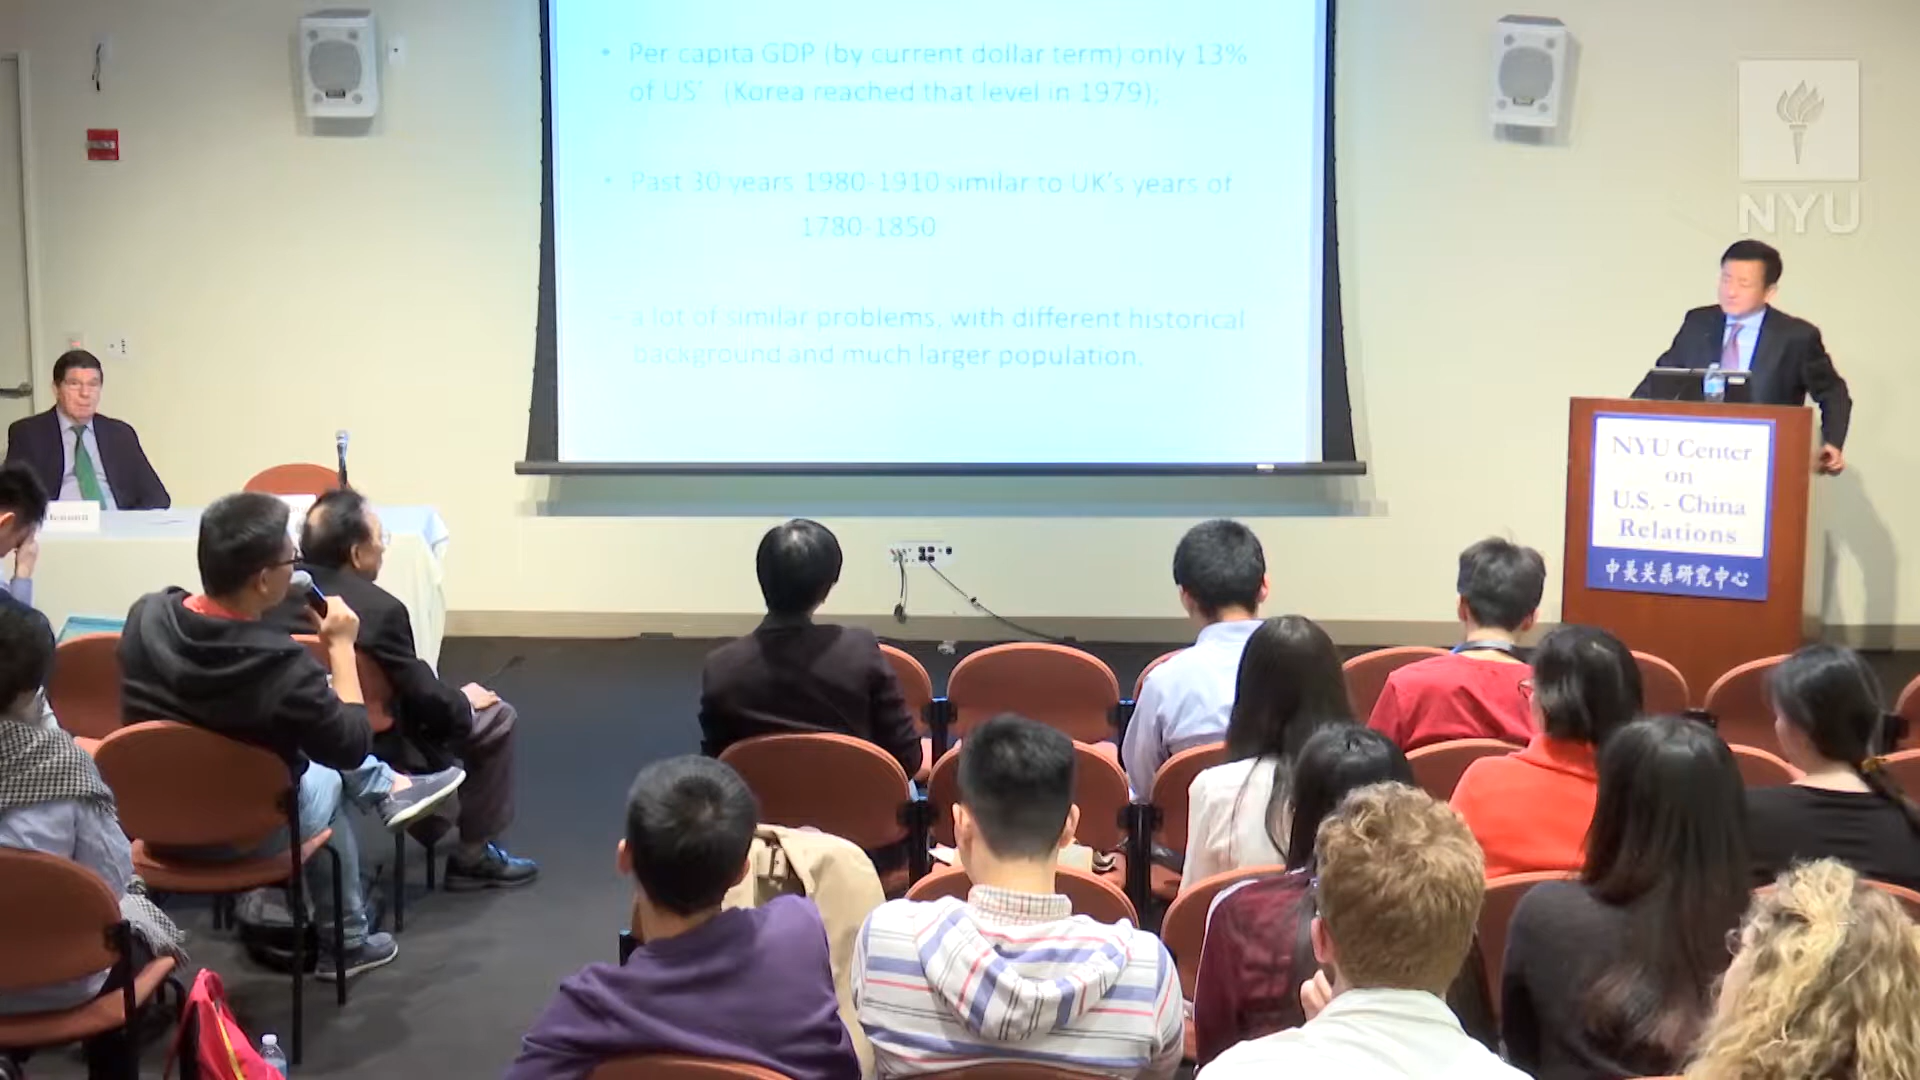 • Per capita GDP (by current dollar term) only 13%
of US'. (Korea reached that level in 1979);
• Past 30 years 1980-1910 similar to UK's years of
1780-1850
– a lot of similar problems, with different historical
background and much larger population.
NYU
NYU Center
on
U.S. - China
Relations
中美关系研究中心